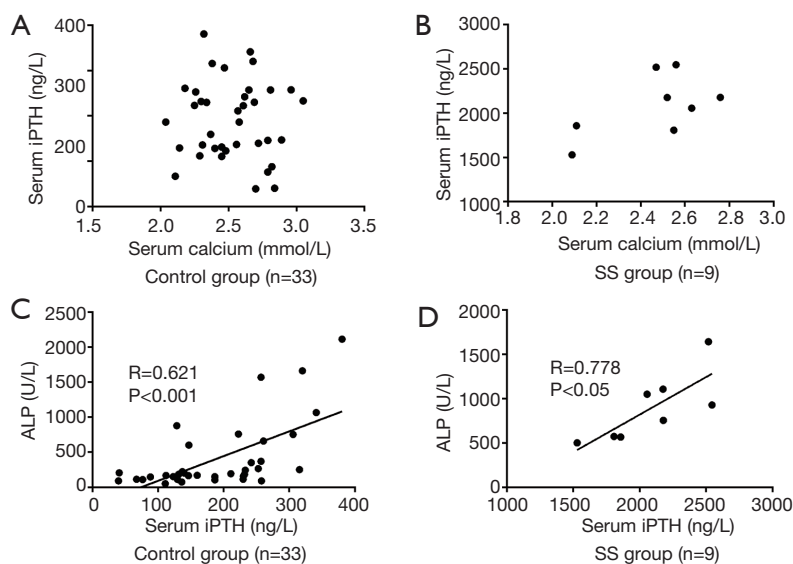 A
Serum iPTH (ng/L)
400
300
200
100
0
1.5
2.0
2.5
3.0
3.5
Serum calcium (mmol/L)
Control group (n=33)
B
Serum iPTH (ng/L)
3000
2500
2000
1500
1000
1.8
2.0
2.2
2.4
2.6
2.8
3.0
Serum calcium (mmol/L)
SS group (n=9)
C
ALP (U/L)
2500
2000
1500
1000
500
0
R=0.621
P<0.001
0
100
200
300
400
Serum iPTH (ng/L)
Control group (n=33)
D
ALP (U/L)
2000
1500
1000
500
0
R=0.778
P<0.05
1000
1500
2000
2500
3000
Serum iPTH (ng/L)
SS group (n=9)